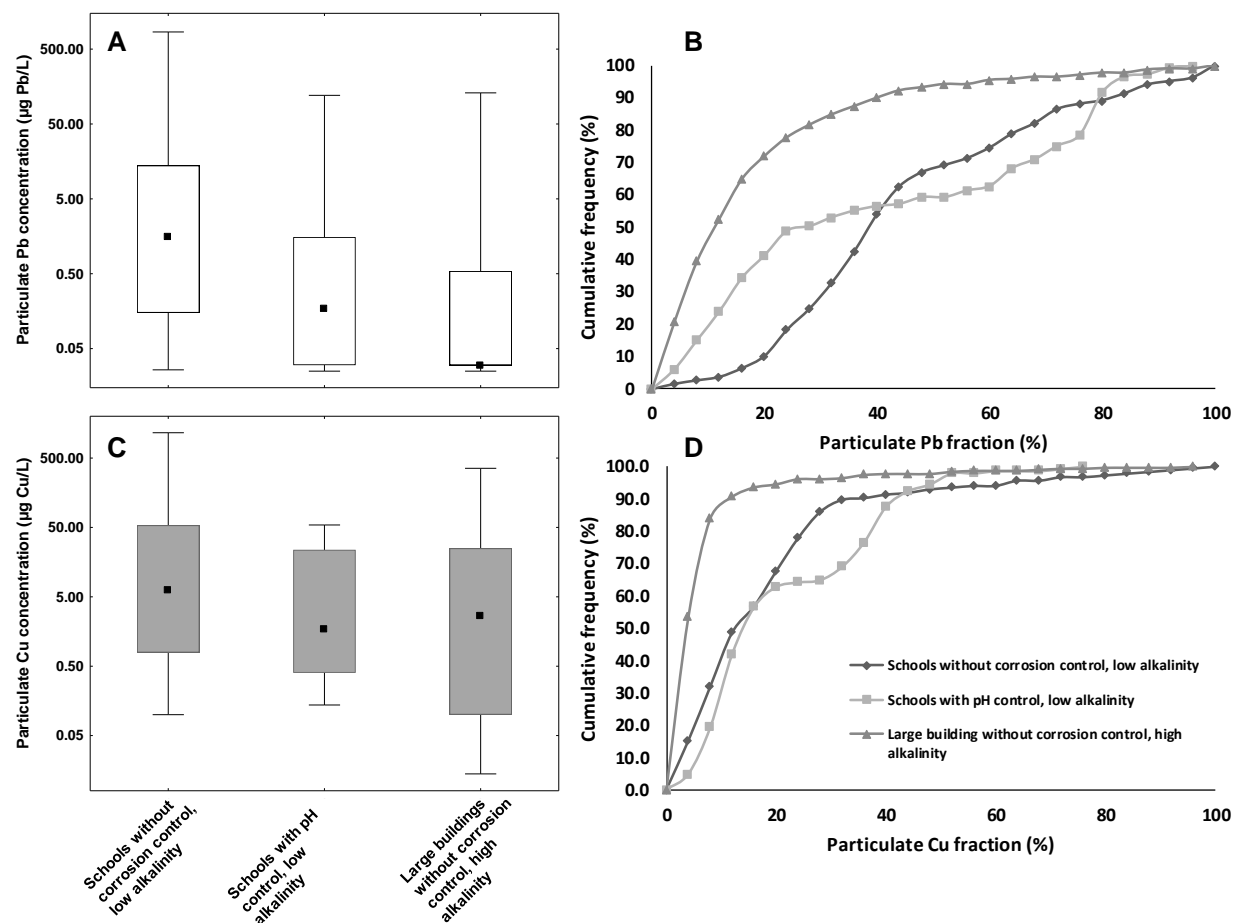 A
Particulate Pb concentration (µg Pb/L)
500.00
50.00
5.00
0.50
0.05
B
Cumulative frequency (%)
100
90
80
70
60
50
40
30
20
10
0
0 20 40 60 80 100
Particulate Pb fraction (%)
C
Particulate Cu concentration (µg Cu/L)
500.00
50.00
5.00
0.50
0.05
Schools without
corrosion control,
low alkalinity
Schools with pH
control, low
alkalinity
Large buildings
without corrosion
control, high
alkalinity
D
Cumulative frequency (%)
100.0
90.0
80.0
70.0
60.0
50.0
40.0
30.0
20.0
10.0
0.0
0 20 40 60 80 100
Particulate Cu fraction (%)
Schools without corrosion control, low alkalinity
Schools with pH control, low alkalinity
Large building without corrosion control, high
alkalinity